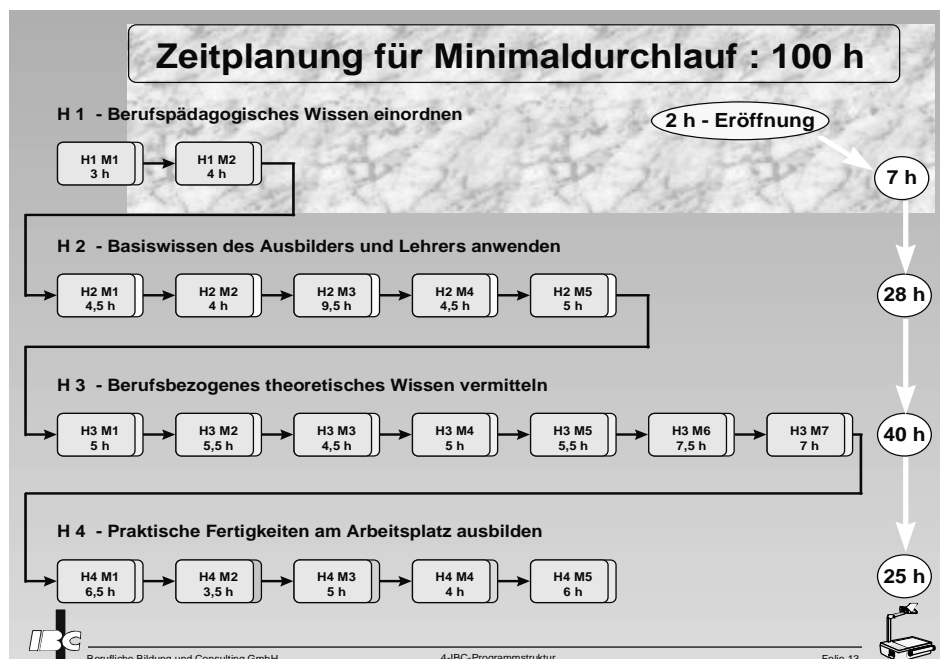 Zeitplanung für Minimaldurchlauf : 100 h
H 1 - Berufspädagogisches Wissen einordnen
2 h - Eröffnung
H1 M1
3 h
H1 M2
4 h
7 h
H 2 - Basiswissen des Ausbilders und Lehrers anwenden
H2 M1
4,5 h
H2 M2
4 h
H2 M3
9,5 h
H2 M4
4,5 h
H2 M5
5 h
28 h
H 3 - Berufsbezogenes theoretisches Wissen vermitteln
H3 M1
5 h
H3 M2
5,5 h
H3 M3
4,5 h
H3 M4
5 h
H3 M5
5,5 h
H3 M6
7,5 h
H3 M7
7 h
40 h
H 4 - Praktische Fertigkeiten am Arbeitsplatz ausbilden
H4 M1
6,5 h
H4 M2
3,5 h
H4 M3
5 h
H4 M4
4 h
H4 M5
6 h
25 h
IBC
Berufliche Bildung und Consulting GmbH
4-IBC-Programmstruktur
Folie 13